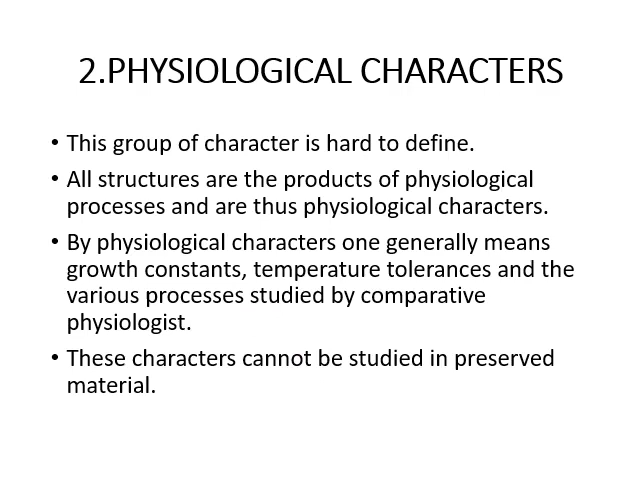 2.PHYSIOLOGICAL CHARACTERS
• This group of character is hard to define.
• All structures are the products of physiological
processes and are thus physiological characters.
• By physiological characters one generally means
growth constants, temperature tolerances and the
various processes studied by comparative
physiologist.
• These characters cannot be studied in preserved
material.